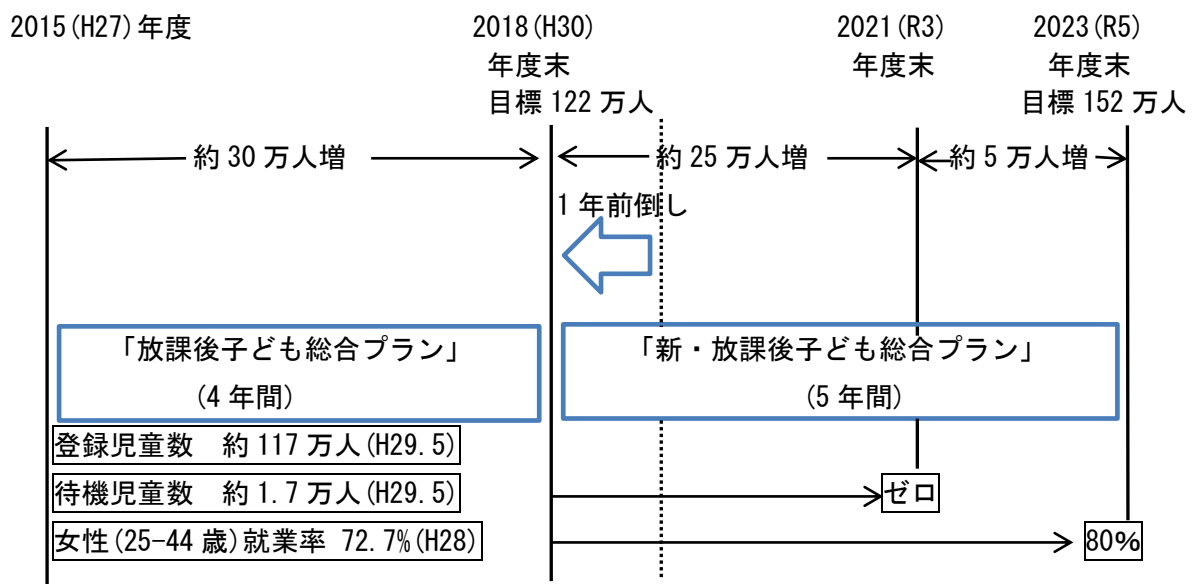 2015(H27)年度
2018(H30)
年度末
目標 122 万人
2021(R3)
年度末
2023(R5)
年度末
目標 152 万人
約 30 万人増
約 25 万人増
約 5 万人増
1 年前倒し
「放課後子ども総合プラン」
(4 年間)
「新・放課後子ども総合プラン」
(5 年間)
登録児童数　約 117 万人(H29.5)
待機児童数　約 1.7 万人(H29.5)
ゼロ
女性(25-44 歳)就業率 72.7%(H28)
80%